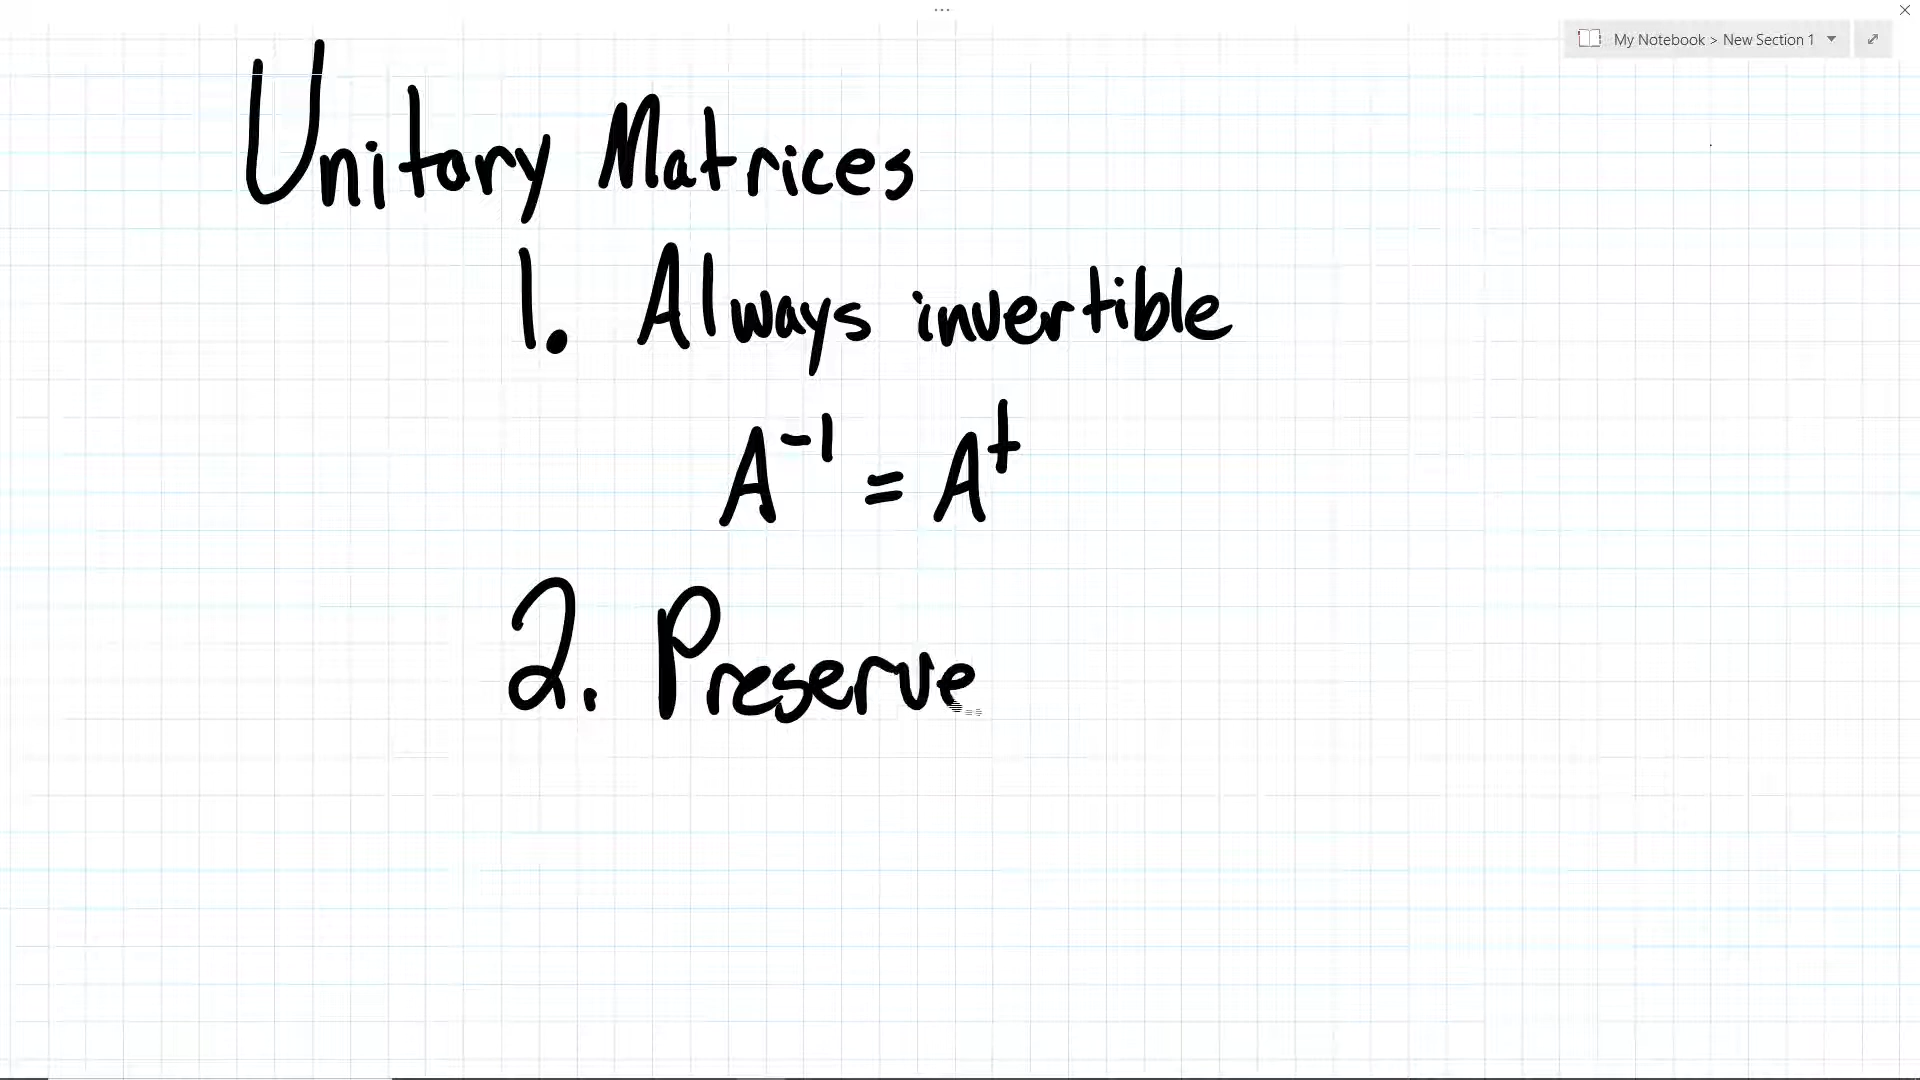 My Notebook > New Section 1
Unitary Matrices
1. Always invertible
A⁻¹ = A†
2. Preserve